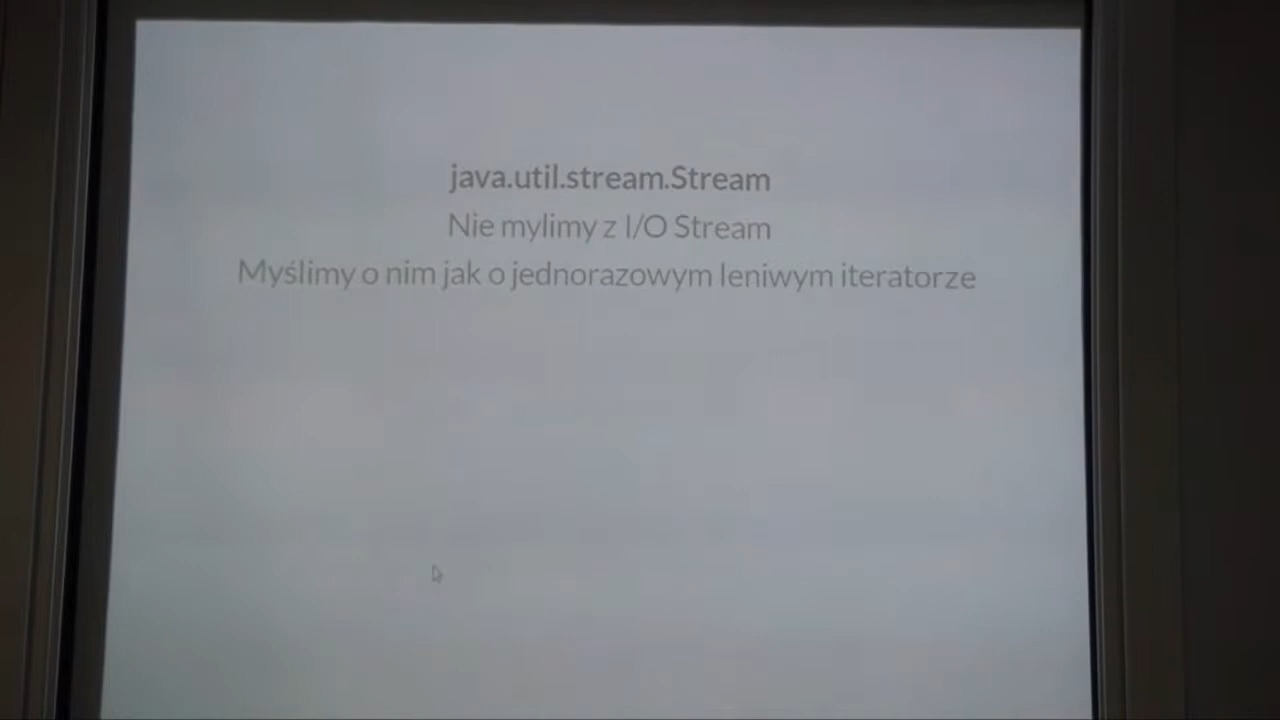 java.util.stream.Stream
Nie mylimy z I/O Stream
Myślimy o nim jak o jednorazowym leniwym iteratorze